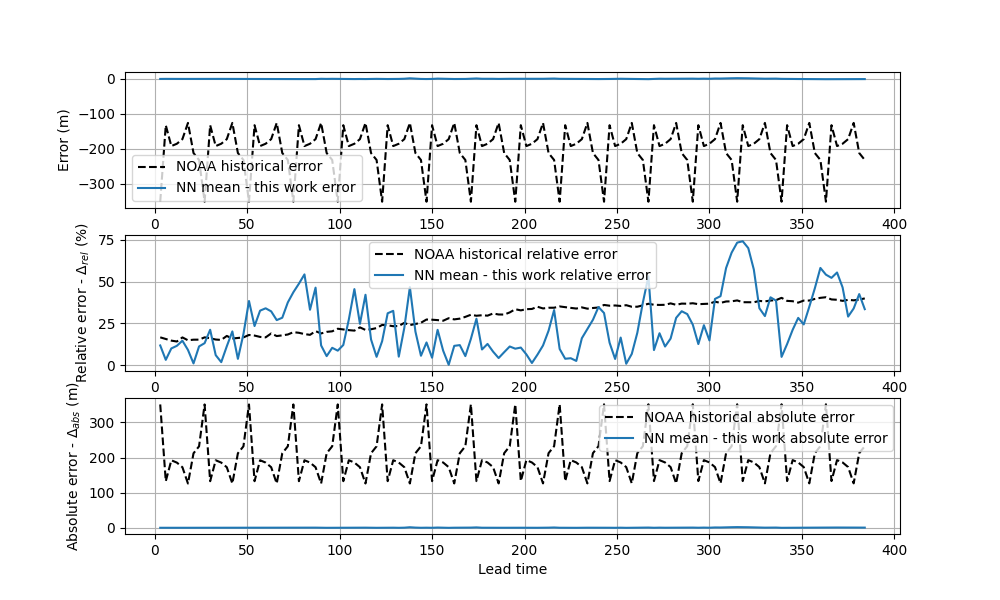 0
−100
−200
−300
Error (m)
NOAA historical error
NN mean - this work error
0 50 100 150 200 250 300 350 400
75
50
25
0
Relative error - Δrel (%)
NOAA historical relative error
NN mean - this work relative error
0 50 100 150 200 250 300 350 400
300
200
100
0
Absolute error - Δabs (m)
NOAA historical absolute error
NN mean - this work absolute error
0 50 100 150 200 250 300 350 400
Lead time